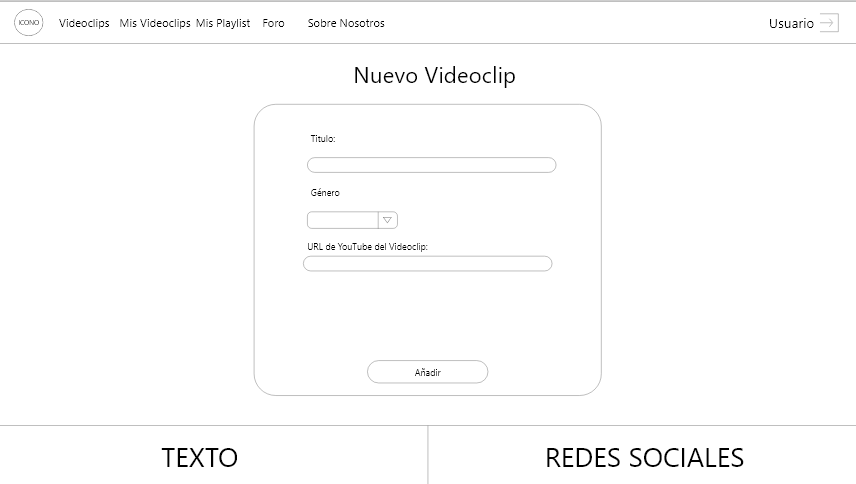 ICONO Videoclips Mis Videoclips Mis Playlist Foro Sobre Nosotros Usuario
Nuevo Videoclip
Titulo:
Género
URL de YouTube del Videoclip:
Añadir
TEXTO REDES SOCIALES